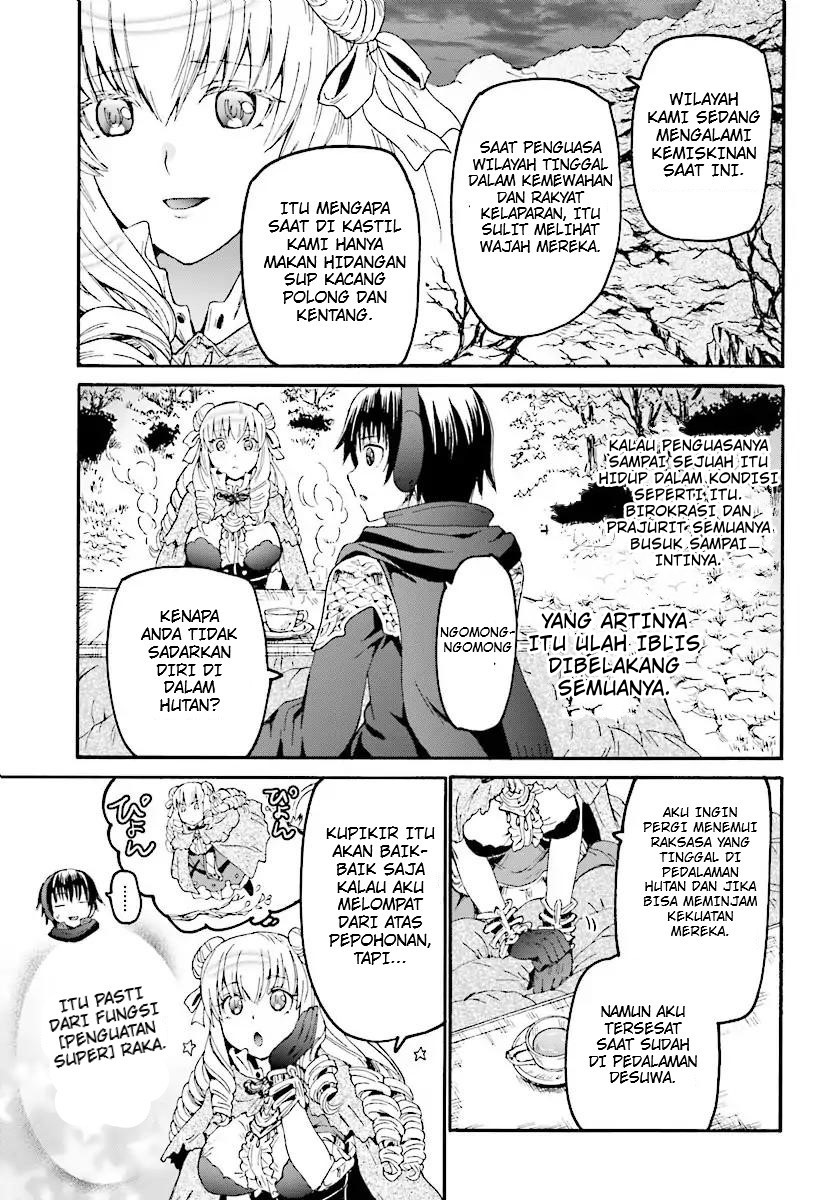 WILAYAH
KAMI SEDANG
MENGALAMI
KEMISKINAN
SAAT INI.
SAAT PENGUASA
WILAYAH TINGGAL
DALAM KEMEWAHAN
DAN RAKYAT
KELAPARAN, ITU
SULIT MELIHAT
WAJAH MEREKA.
ITU MENGAPA
SAAT DI KASTIL
KAMI HANYA
MAKAN HIDANGAN
SUP KACANG
POLONG DAN
KENTANG.
KALAU PENGUASANYA
SAMPAI SEJUAH ITU
HIDUP DALAM KONDISI
SEPERTI ITU.
BIROKRASI DAN
PRAJURIT SEMUANYA
BUSUK SAMPAI
INTINYA.
YANG ARTINYA
ITU ULAH IBLIS
DIBELAKANG
SEMUANYA.
NGOMONG-
NGOMONG
KENAPA
ANDA TIDAK
SADARKAN
DIRI DI
DALAM
HUTAN?
AKU INGIN
PERGI MENEMUI
RAKSASA YANG
TINGGAL DI
PEDALAMAN
HUTAN DAN JIKA
BISA MEMINJAM
KEKUATAN
MEREKA.
NAMUN AKU
TERSESAT
SAAT SUDAH
DI PEDALAMAN
DESUWA.
KUPIKIR ITU
AKAN BAIK-
BAIK SAJA
KALAU AKU
MELOMPAT
DARI ATAS
PEPOHONAN,
TAPI...
ぴょん
ぴょん
......
ITU PASTI
DARI FUNGSI
[PENGUATAN
SUPER] RAKA.